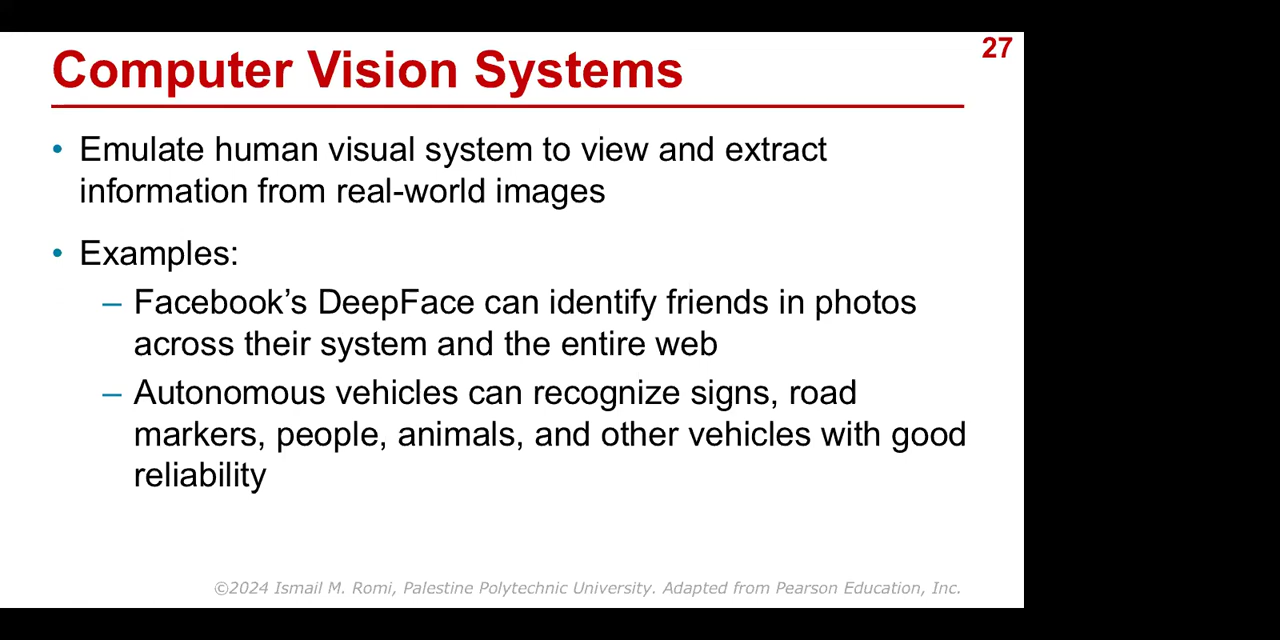 27
Computer Vision Systems
• Emulate human visual system to view and extract
information from real-world images
• Examples:
– Facebook’s DeepFace can identify friends in photos
across their system and the entire web
– Autonomous vehicles can recognize signs, road
markers, people, animals, and other vehicles with good
reliability
©2024 Ismail M. Romi, Palestine Polytechnic University. Adapted from Pearson Education, Inc.